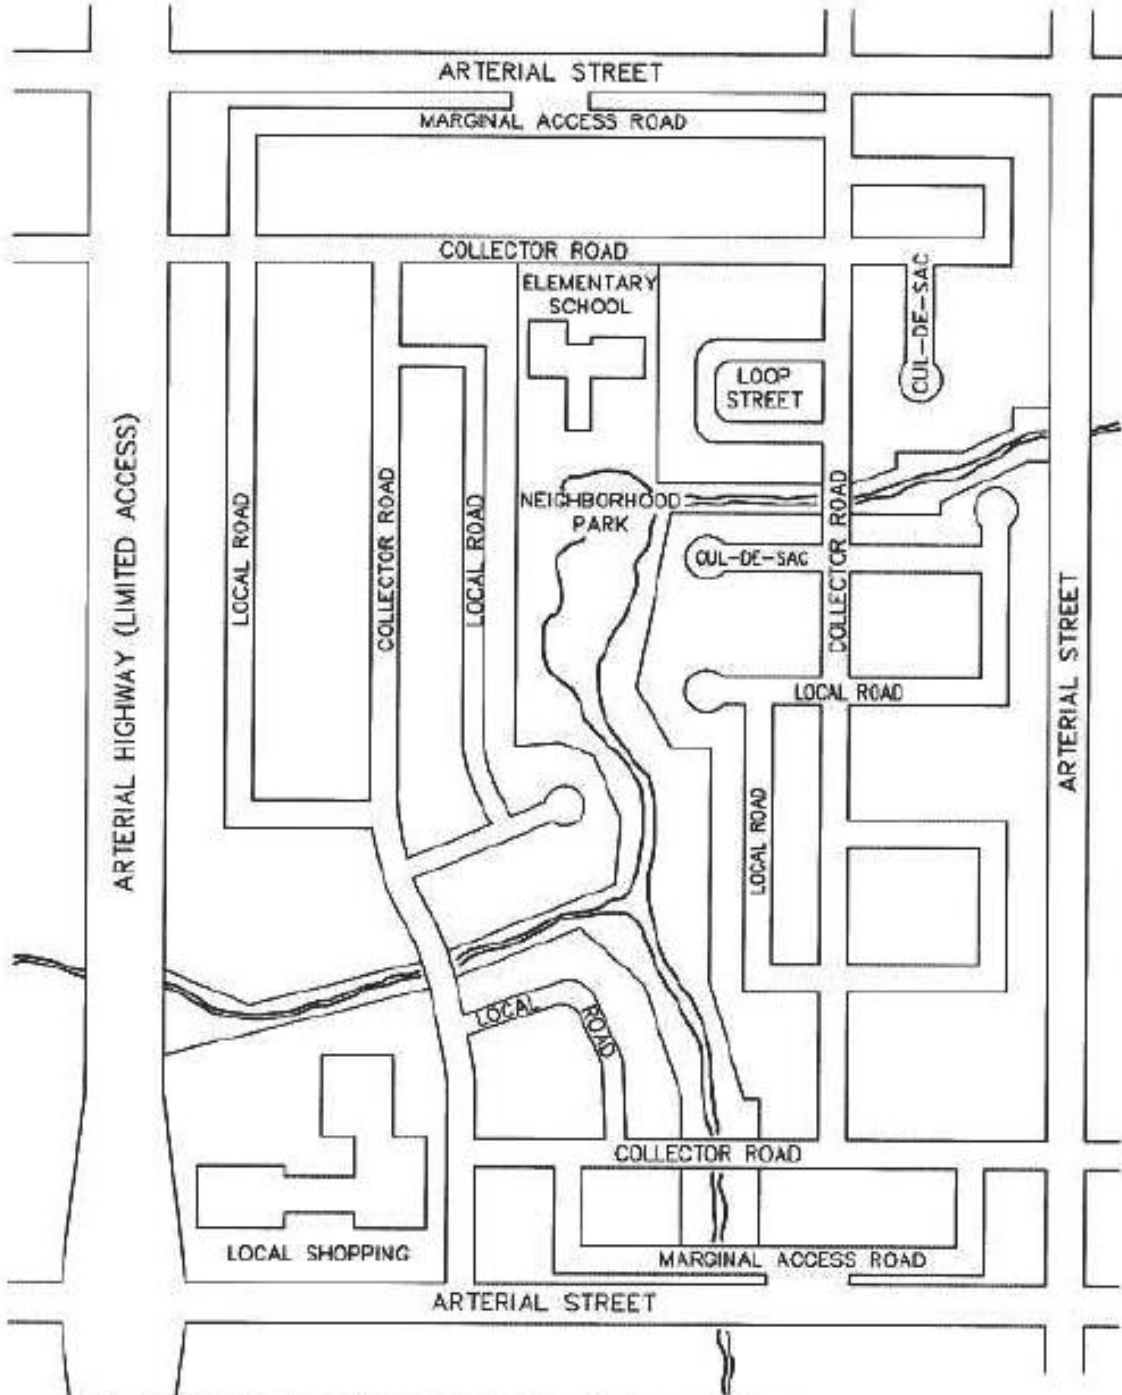 ARTERIAL STREET
MARGINAL ACCESS ROAD
COLLECTOR ROAD
ELEMENTARY
SCHOOL
CUL-DE-SAC
LOOP
STREET
ARTERIAL HIGHWAY (LIMITED ACCESS)
LOCAL ROAD
COLLECTOR ROAD
LOCAL ROAD
NEIGHBORHOOD
PARK
COLLECTOR ROAD
CUL-DE-SAC
ARTERIAL STREET
LOCAL ROAD
LOCAL ROAD
LOCAL
ROAD
COLLECTOR ROAD
LOCAL SHOPPING
MARGINAL ACCESS ROAD
ARTERIAL STREET